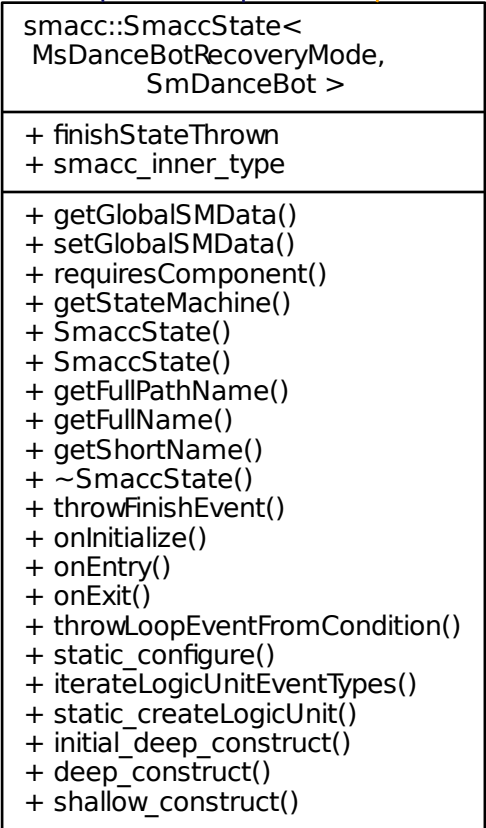 smacc::SmaccState<
MsDanceBotRecoveryMode,
SmDanceBot >
+ finishStateThrown
+ smacc_inner_type
+ getGlobalSMData()
+ setGlobalSMData()
+ requiresComponent()
+ getStateMachine()
+ SmaccState()
+ SmaccState()
+ getFullPathName()
+ getFullName()
+ getShortName()
+ ~SmaccState()
+ throwFinishEvent()
+ onInitialize()
+ onEntry()
+ onExit()
+ throwLoopEventFromCondition()
+ static_configure()
+ iterateLogicUnitEventTypes()
+ static_createLogicUnit()
+ initial_deep_construct()
+ deep_construct()
+ shallow_construct()